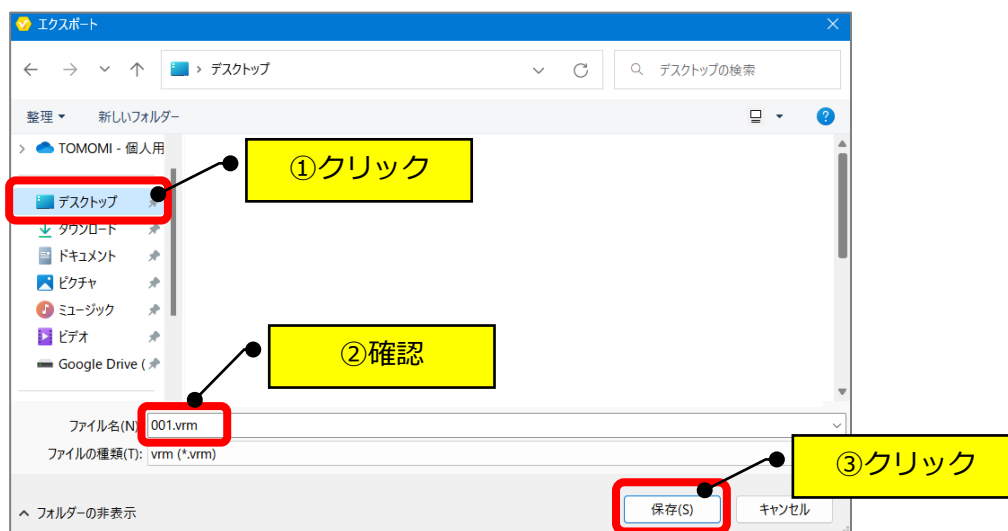 エクスポート
デスクトップ
デスクトップの検索
整理
新しいフォルダー
TOMOMI - 個人用
①クリック
デスクトップ
ダウンロード
ドキュメント
ピクチャ
ミュージック
ビデオ
②確認
Google Drive (
ファイル名(N)
001.vrm
ファイルの種類(T):
vrm (*.vrm)
③クリック
フォルダーの非表示
保存(S)
キャンセル